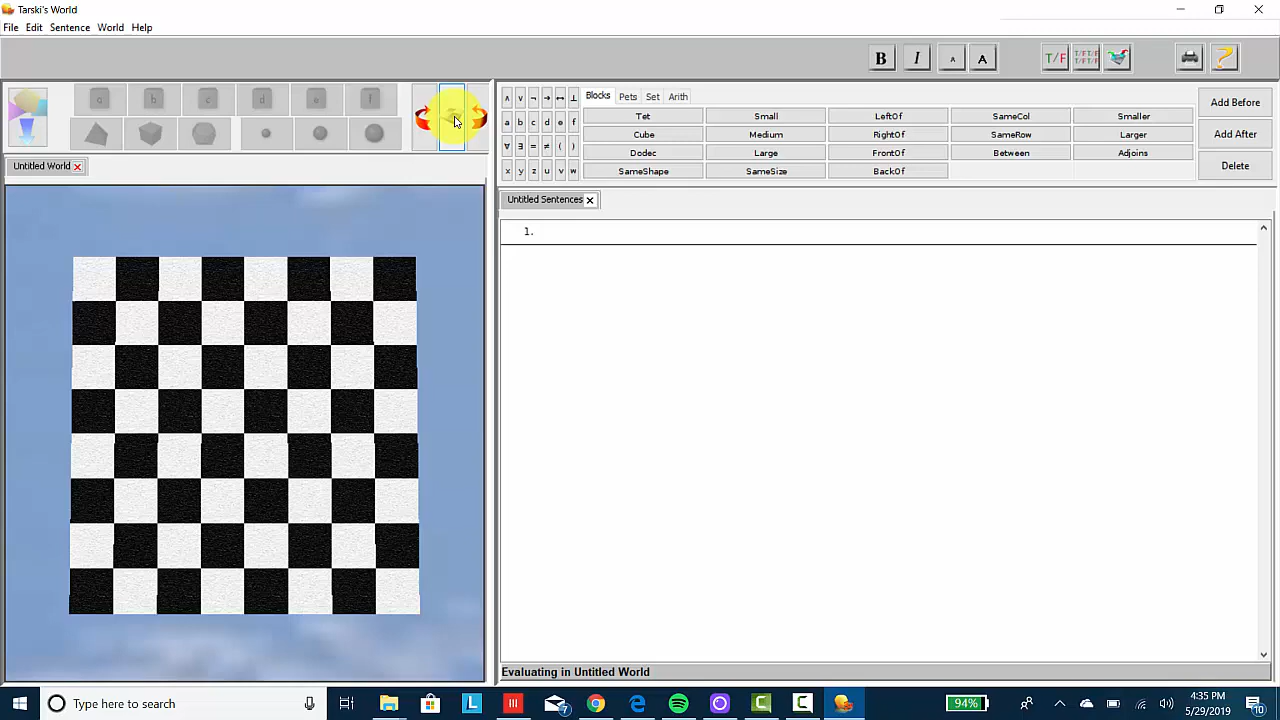 Tarski's World
File Edit Sentence World Help
B I A A T/F T/F T/F T/F T/F ?
a b c d e f
∧ ∨ ¬ → ↔ ⊥
a b c d e f
∀ ∃ = ≠ ( )
x y z u v w
Blocks Pets Set Arith
Tet Small LeftOf SameCol Smaller
Cube Medium RightOf SameRow Larger
Dodec Large FrontOf Between Adjoins
SameShape SameSize BackOf
Add Before
Add After
Delete
Untitled World
Untitled Sentences
1.
Evaluating in Untitled World
Type here to search
L
7
94%
4:35 PM
5/29/2019
10